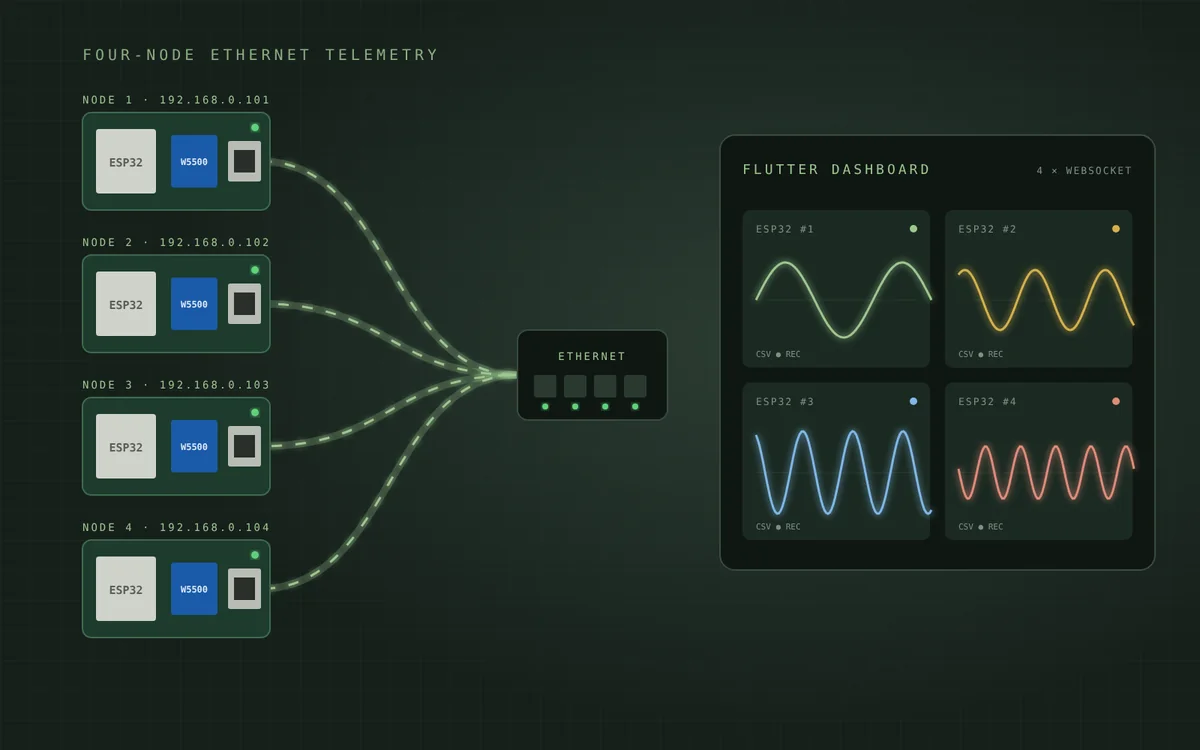 FOUR-NODE ETHERNET TELEMETRY
NODE 1 · 192.168.0.101
ESP32
W5500
NODE 2 · 192.168.0.102
ESP32
W5500
NODE 3 · 192.168.0.103
ESP32
W5500
NODE 4 · 192.168.0.104
ESP32
W5500
ETHERNET
FLUTTER DASHBOARD
4 × WEBSOCKET
ESP32 #1
CSV ● REC
ESP32 #2
CSV ● REC
ESP32 #3
CSV ● REC
ESP32 #4
CSV ● REC